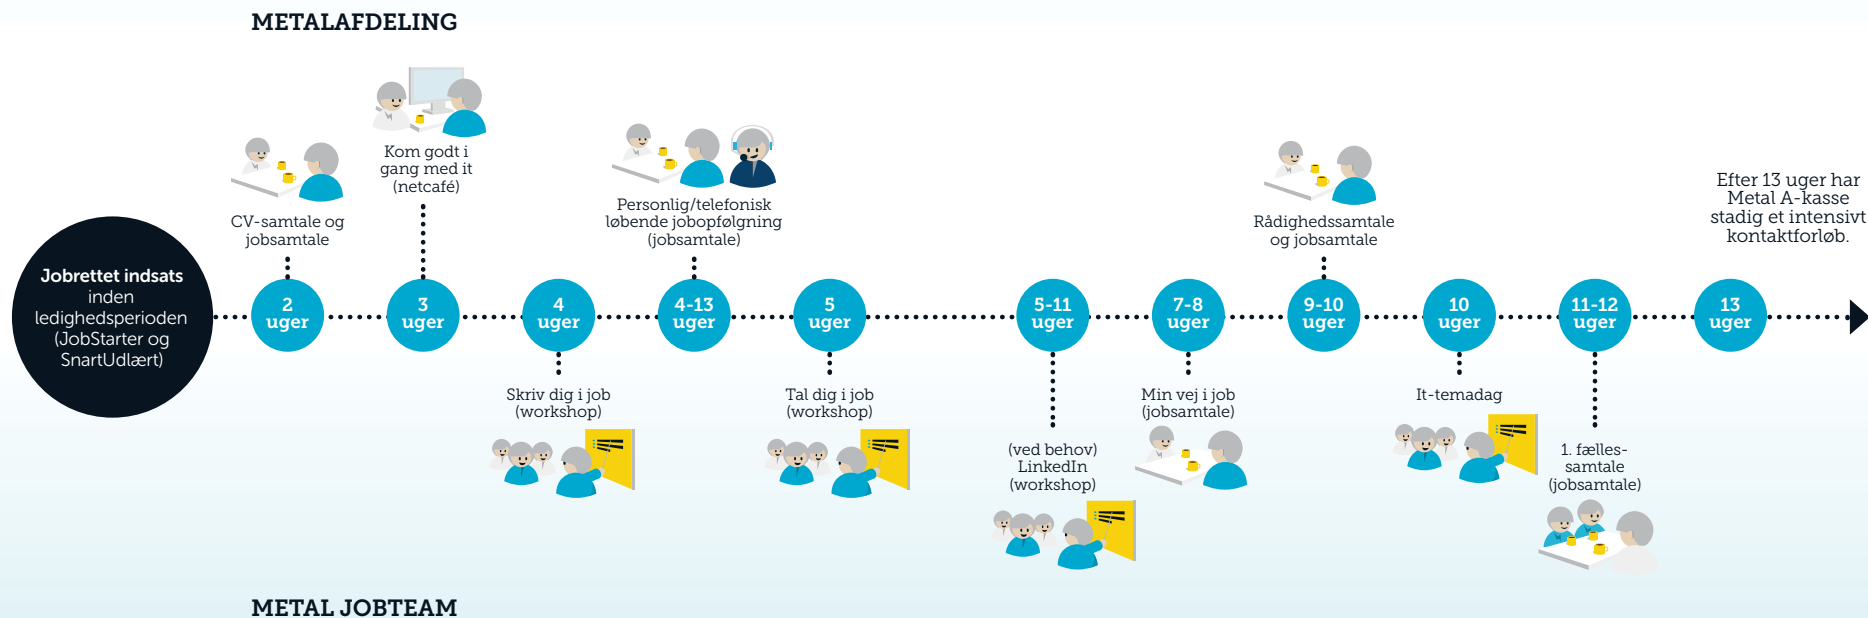 METALAFDELING
Kom godt i
gang med it
(netcafé)
CV-samtale og
jobsamtale
Personlig/telefonisk
løbende jobopfølgning
(jobsamtale)
Rådighedssamtale
og jobsamtale
Efter 13 uger har
Metal A-kasse
stadig et intensivt
kontaktforløb.
Jobrettet indsats
inden
ledighedsperioden
(JobStarter og
SnartUdlært)
2
uger
3
uger
4
uger
4-13
uger
5
uger
5-11
uger
7-8
uger
9-10
uger
10
uger
11-12
uger
13
uger
Skriv dig i job
(workshop)
Tal dig i job
(workshop)
(ved behov)
LinkedIn
(workshop)
Min vej i job
(jobsamtale)
It-temadag
1. fælles-
samtale
(jobsamtale)
METAL JOBTEAM